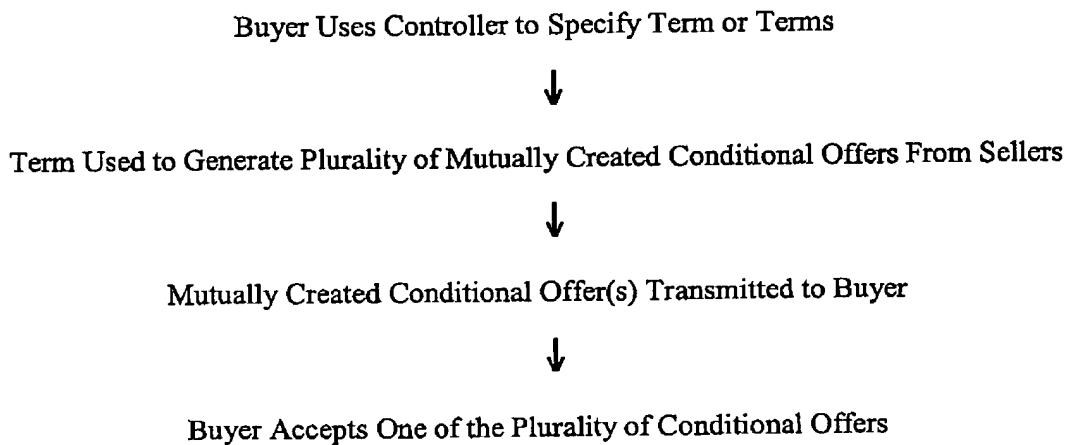 Buyer Uses Controller to Specify Term or Terms
Term Used to Generate Plurality of Mutually Created Conditional Offers From Sellers
Mutually Created Conditional Offer(s) Transmitted to Buyer
Buyer Accepts One of the Plurality of Conditional Offers